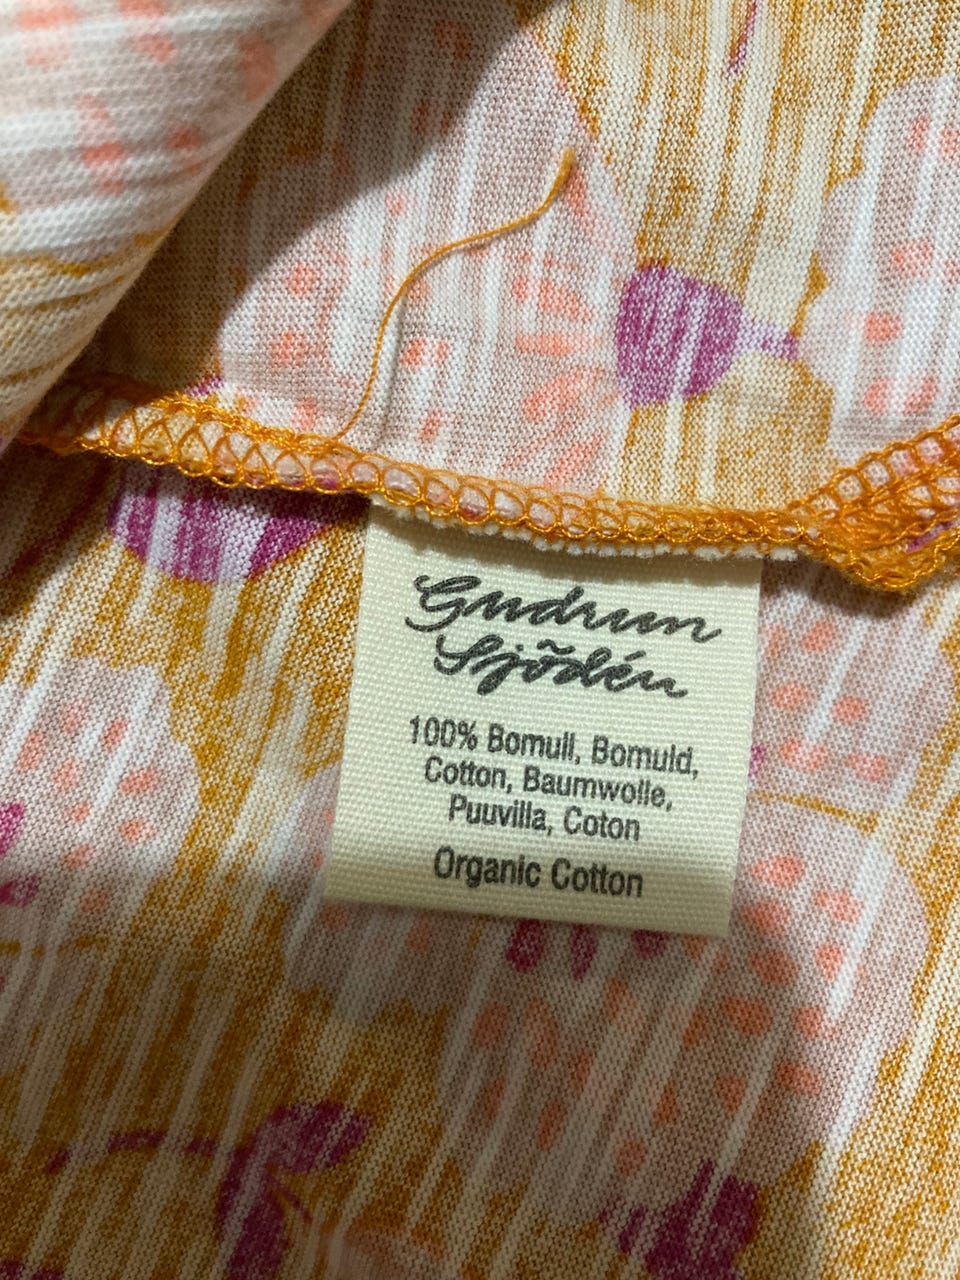 Gudrun
Sjödén
100% Bomull, Bomuld,
Cotton, Baumwolle,
Puuvilla, Coton
Organic Cotton